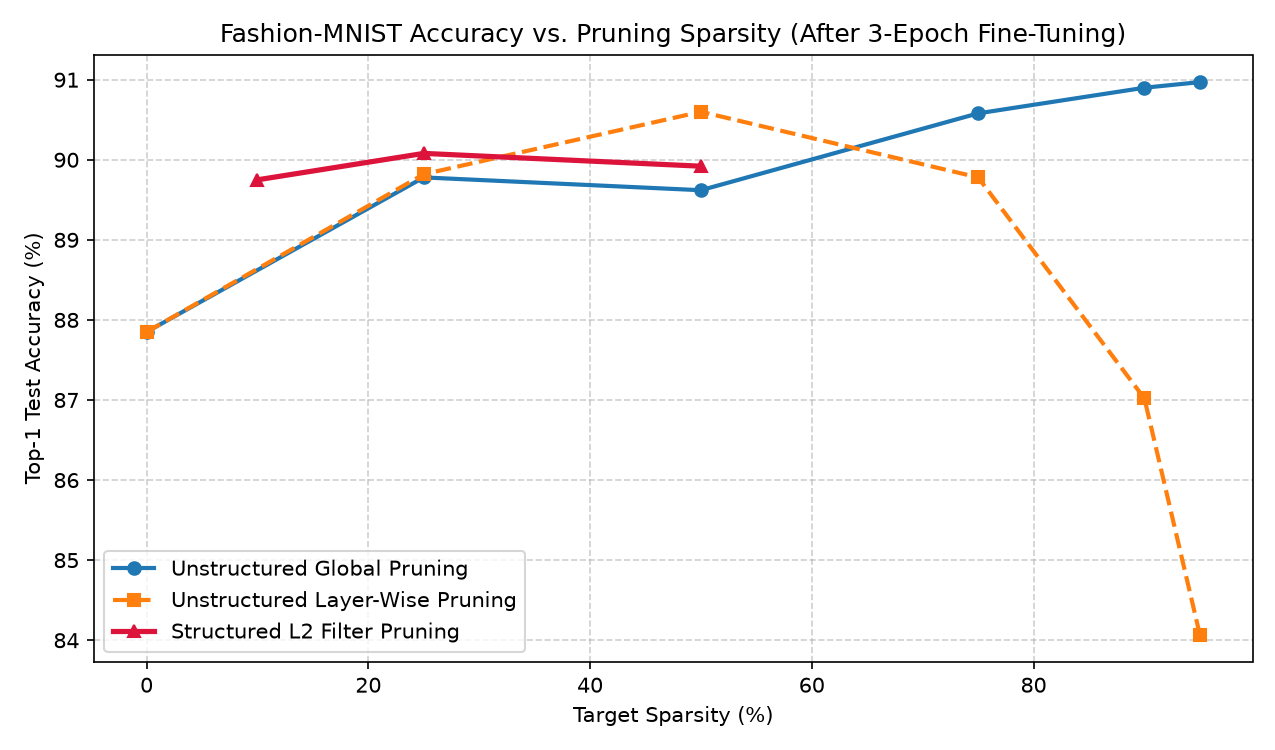 Fashion-MNIST Accuracy vs. Pruning Sparsity (After 3-Epoch Fine-Tuning)
Top-1 Test Accuracy (%)
91
90
89
88
87
86
85
84
Unstructured Global Pruning
Unstructured Layer-Wise Pruning
Structured L2 Filter Pruning
0 20 40 60 80
Target Sparsity (%)